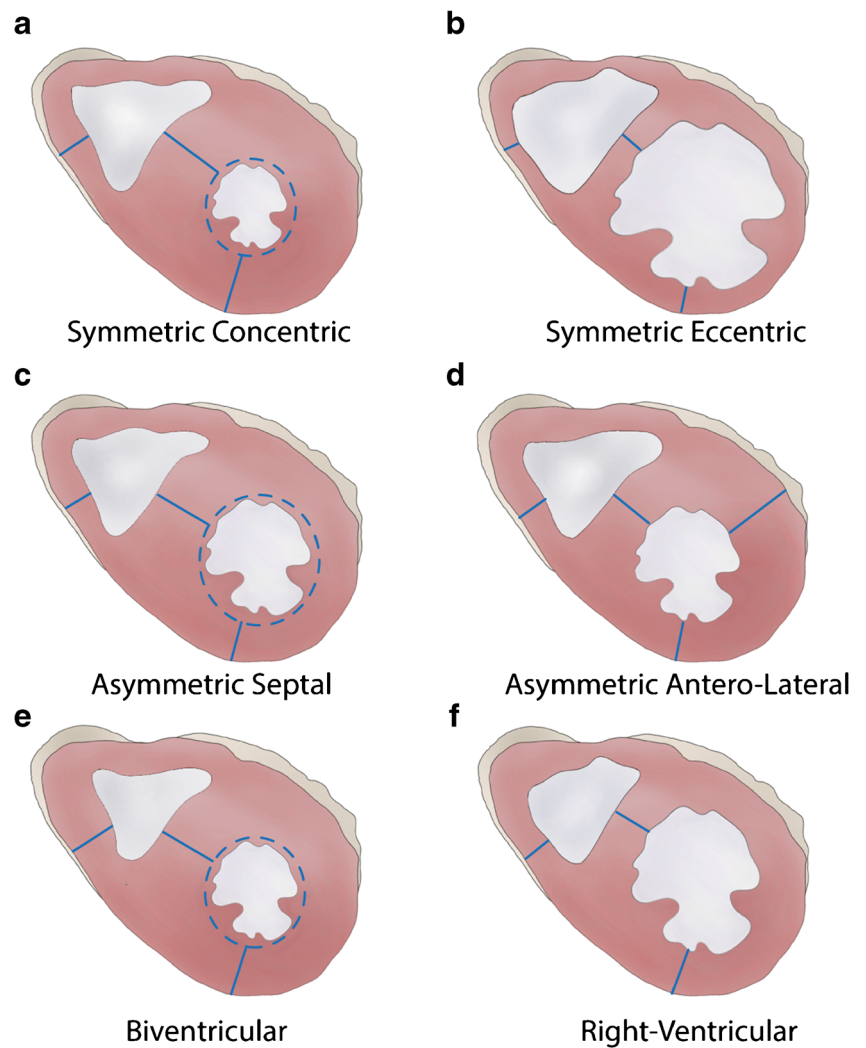 a
b
Symmetric Concentric
Symmetric Eccentric
c
d
Asymmetric Septal
Asymmetric Antero-Lateral
e
f
Biventricular
Right-Ventricular